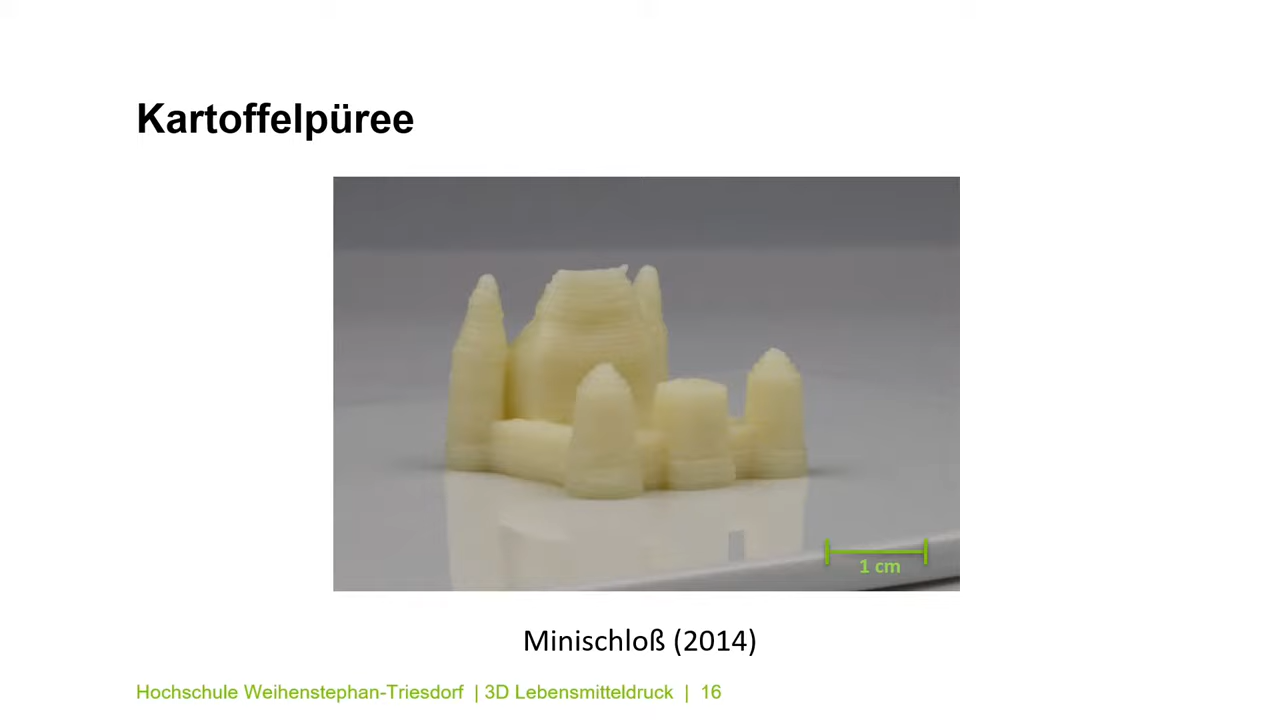 Kartoffelpüree
1 cm
Minischloß (2014)
Hochschule Weihenstephan-Triesdorf | 3D Lebensmitteldruck | 16